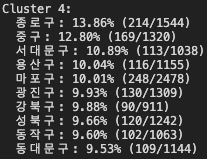 Cluster 4:
종로구: 13.86% (214/1544)
중구: 12.80% (169/1320)
서대문구: 10.89% (113/1038)
용산구: 10.04% (116/1155)
마포구: 10.01% (248/2478)
광진구: 9.93% (130/1309)
강북구: 9.88% (90/911)
성북구: 9.66% (120/1242)
동작구: 9.60% (102/1063)
동대문구: 9.53% (109/1144)